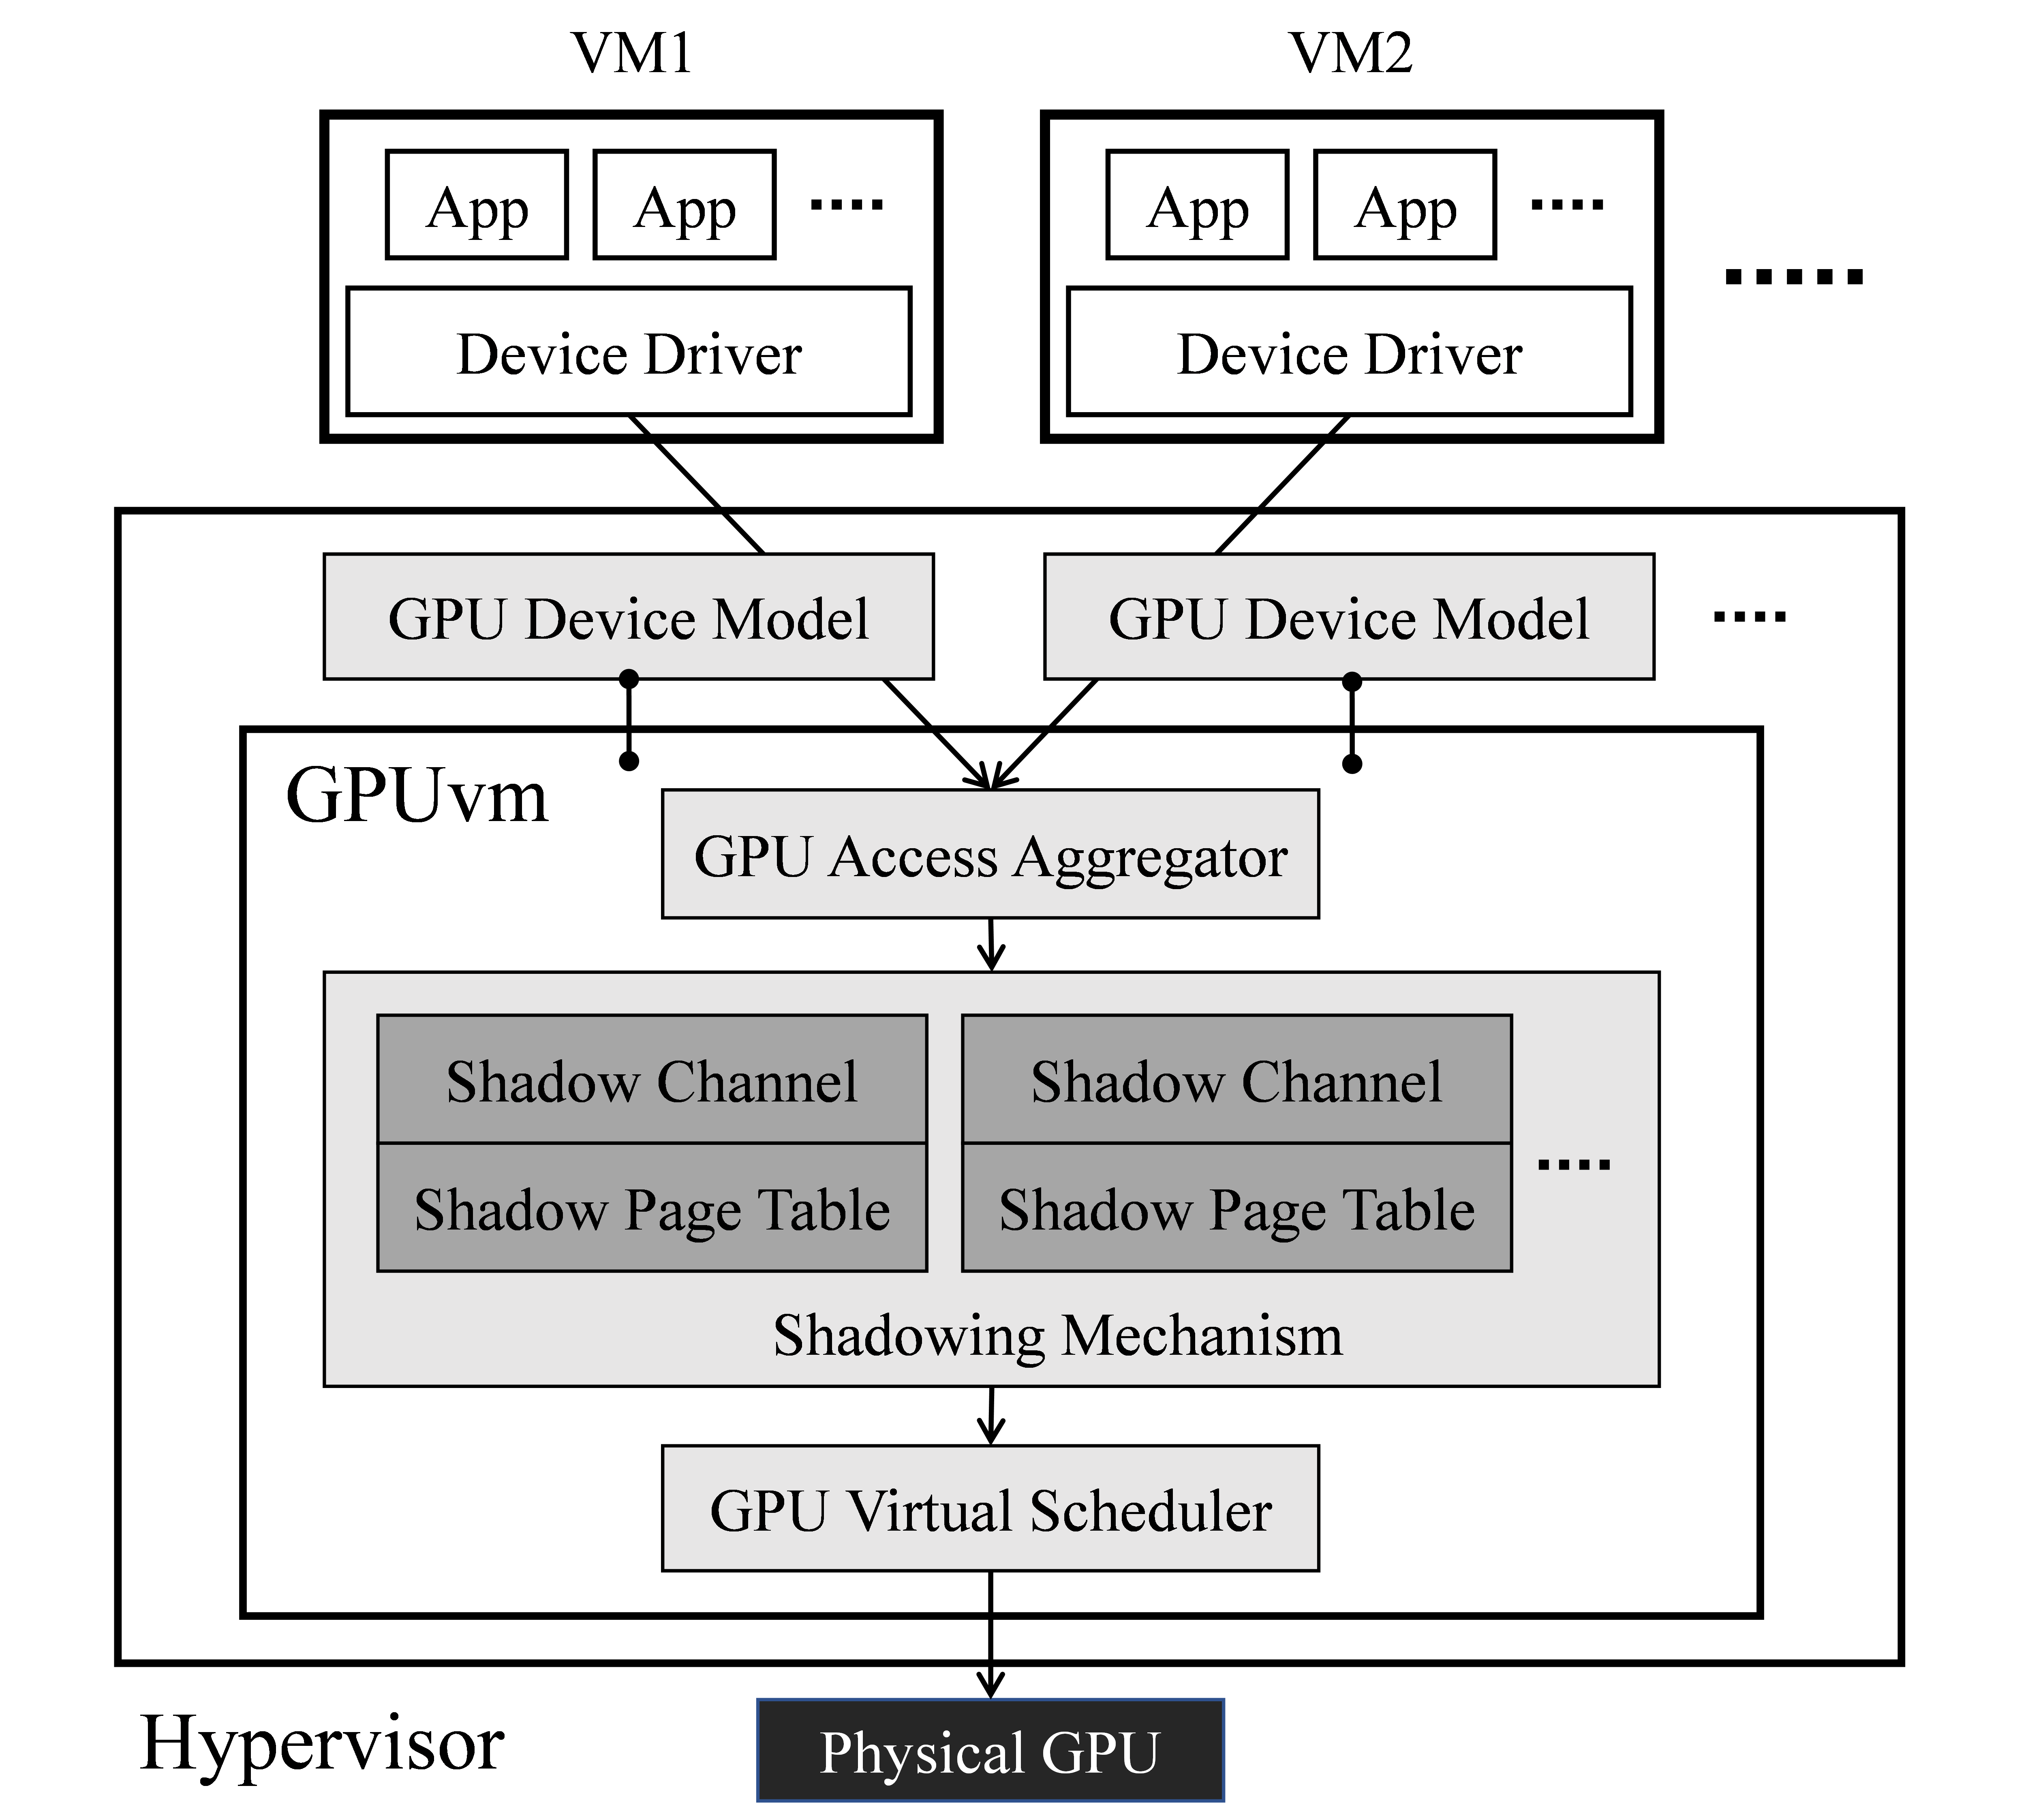 VM1
VM2
App
App
....
App
App
....
.....
Device Driver
Device Driver
GPU Device Model
GPU Device Model
....
GPUvm
GPU Access Aggregator
Shadow Channel
Shadow Channel
....
Shadow Page Table
Shadow Page Table
Shadowing Mechanism
GPU Virtual Scheduler
Hypervisor
Physical GPU